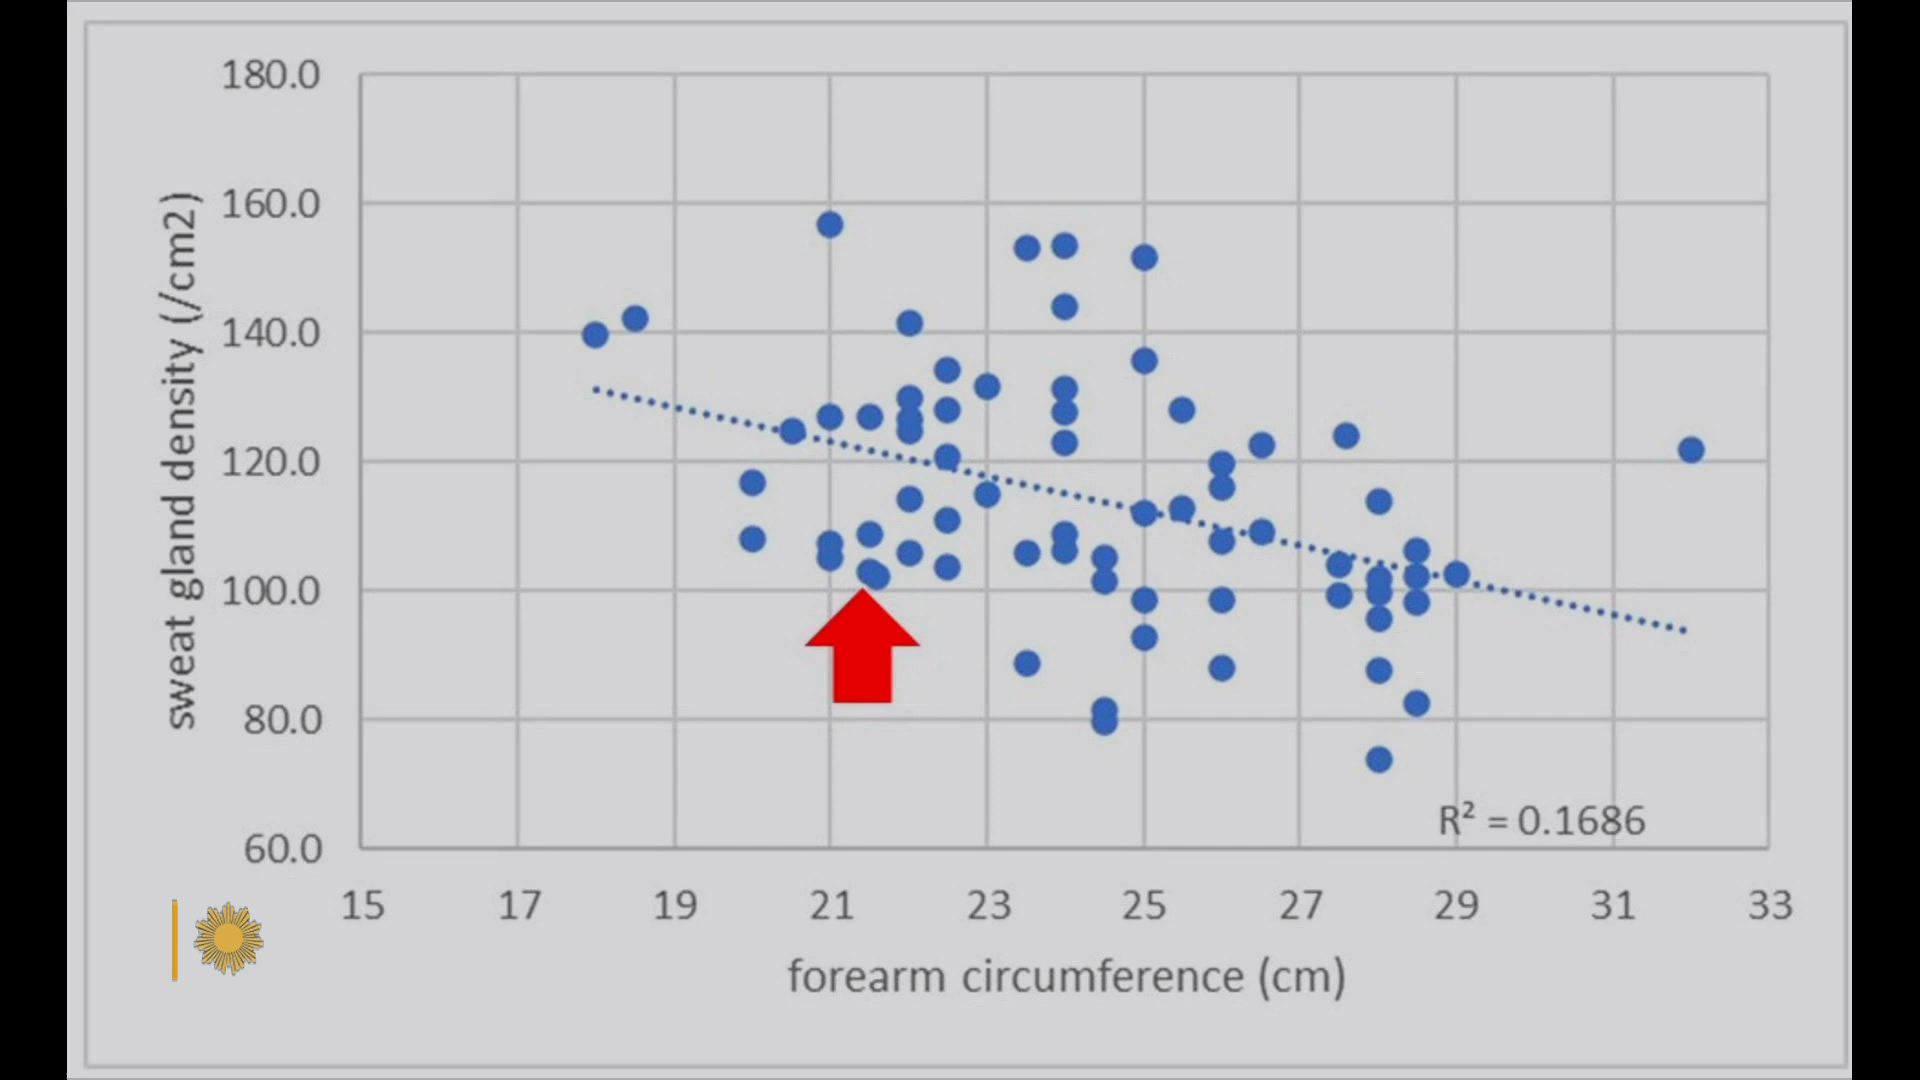 180.0
160.0
140.0
120.0
100.0
80.0
60.0
sweat gland density (/cm2)
R² = 0.1686
15 17 19 21 23 25 27 29 31 33
forearm circumference (cm)